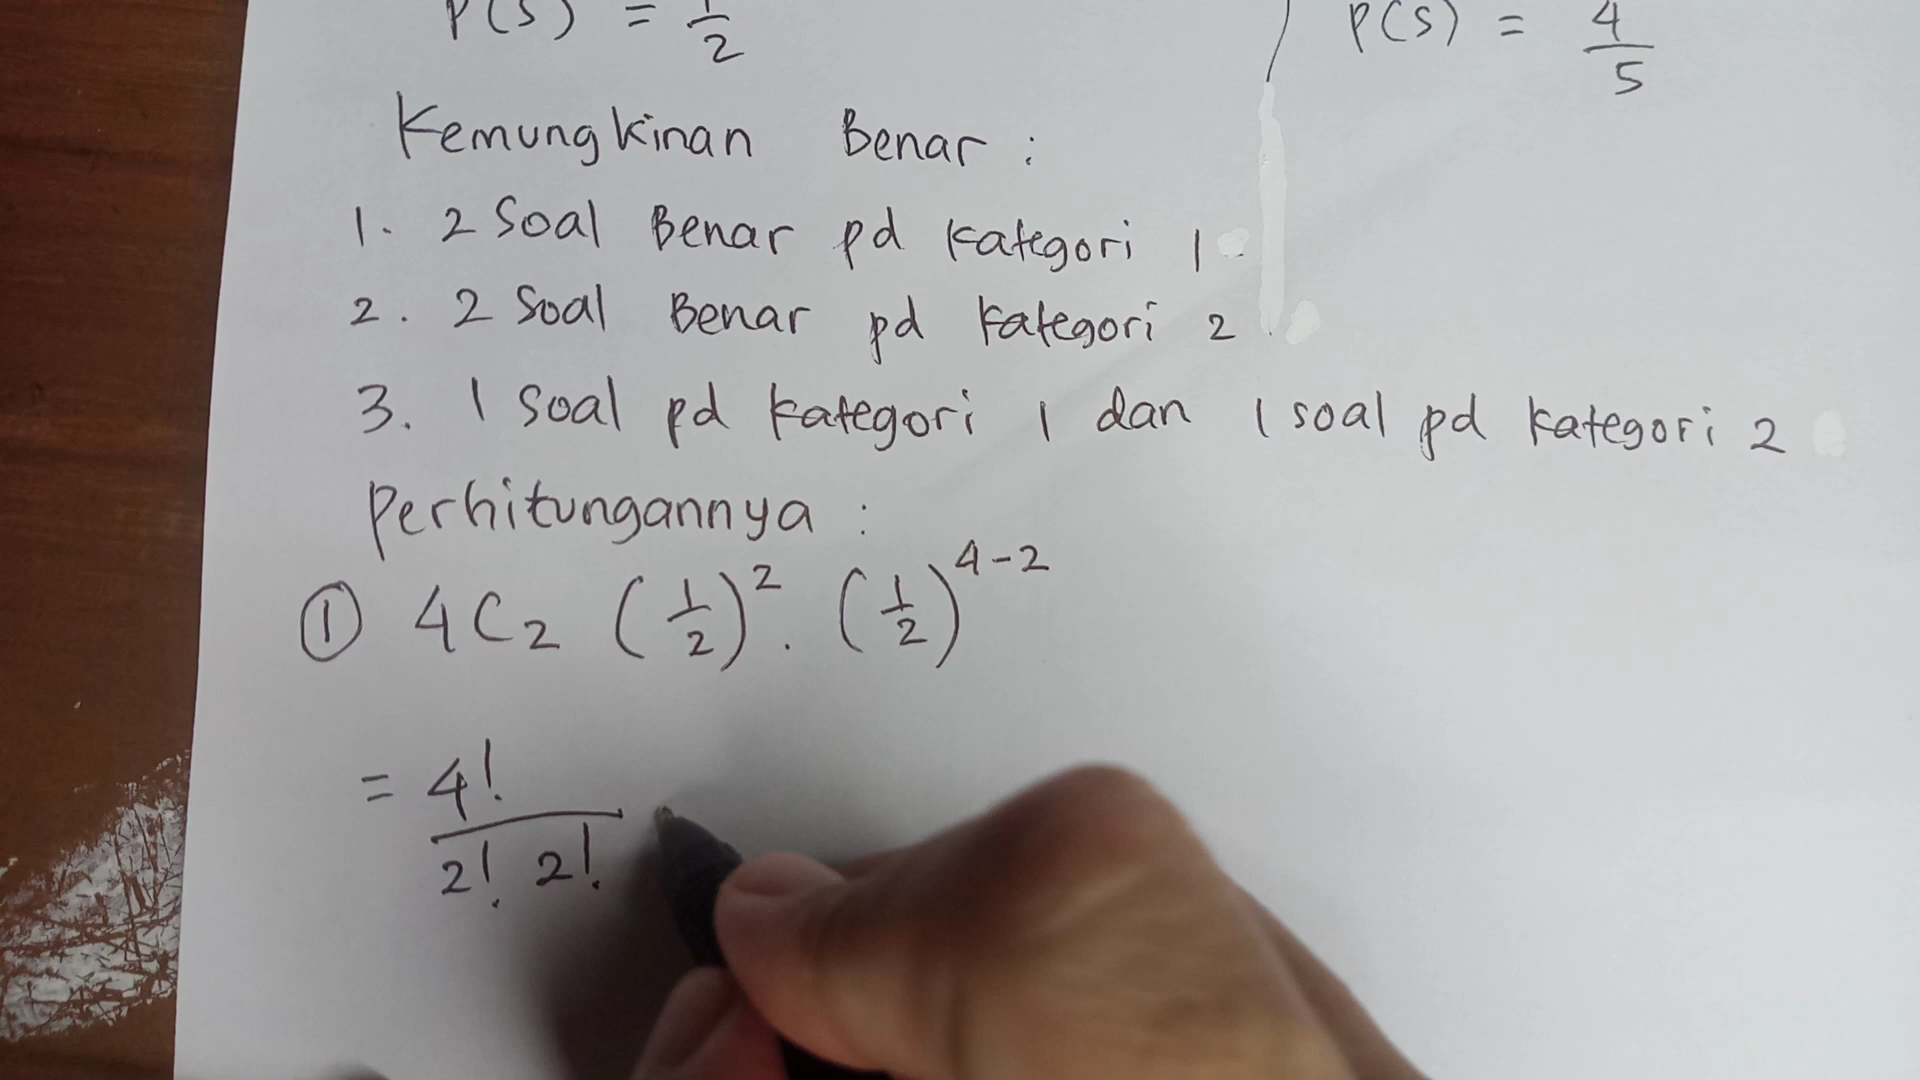 P(S) = 1/2
P(S) = 4/5
Kemungkinan Benar :
1. 2 Soal Benar pd Kategori 1
2. 2 Soal Benar pd Kategori 2
3. 1 Soal pd Kategori 1 dan 1 soal pd Kategori 2
Perhitungannya :
① 4C₂ (1/2)² . (1/2)⁴⁻²
= 4!
2! 2!